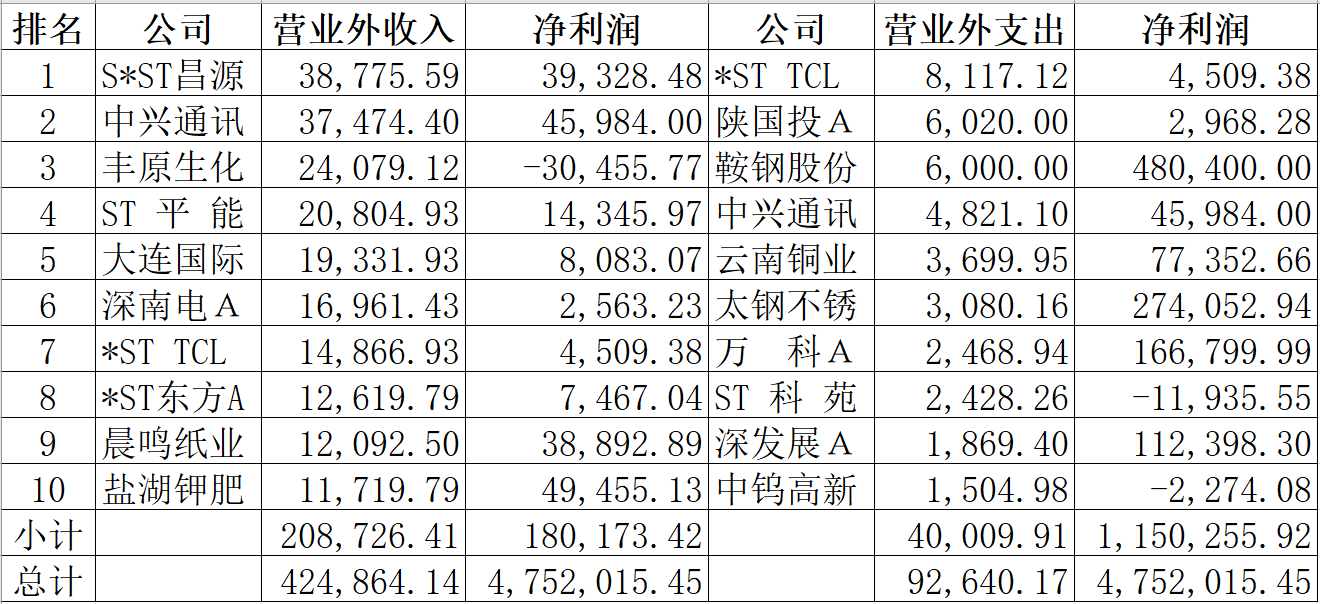 排名 公司 营业外收入 净利润 公司 营业外支出 净利润
1 S*ST昌源 38,775.59 39,328.48 *ST TCL 8,117.12 4,509.38
2 中兴通讯 37,474.40 45,984.00 陕国投A 6,020.00 2,968.28
3 丰原生化 24,079.12 -30,455.77 鞍钢股份 6,000.00 480,400.00
4 ST 平 能 20,804.93 14,345.97 中兴通讯 4,821.10 45,984.00
5 大连国际 19,331.93 8,083.07 云南铜业 3,699.95 77,352.66
6 深南电A 16,961.43 2,563.23 太钢不锈 3,080.16 274,052.94
7 *ST TCL 14,866.93 4,509.38 万 科A 2,468.94 166,799.99
8 *ST东方A 12,619.79 7,467.04 ST 科 苑 2,428.26 -11,935.55
9 晨鸣纸业 12,092.50 38,892.89 深发展A 1,869.40 112,398.30
10 盐湖钾肥 11,719.79 49,455.13 中钨高新 1,504.98 -2,274.08
小计 208,726.41 180,173.42 40,009.91 1,150,255.92
总计 424,864.14 4,752,015.45 92,640.17 4,752,015.45